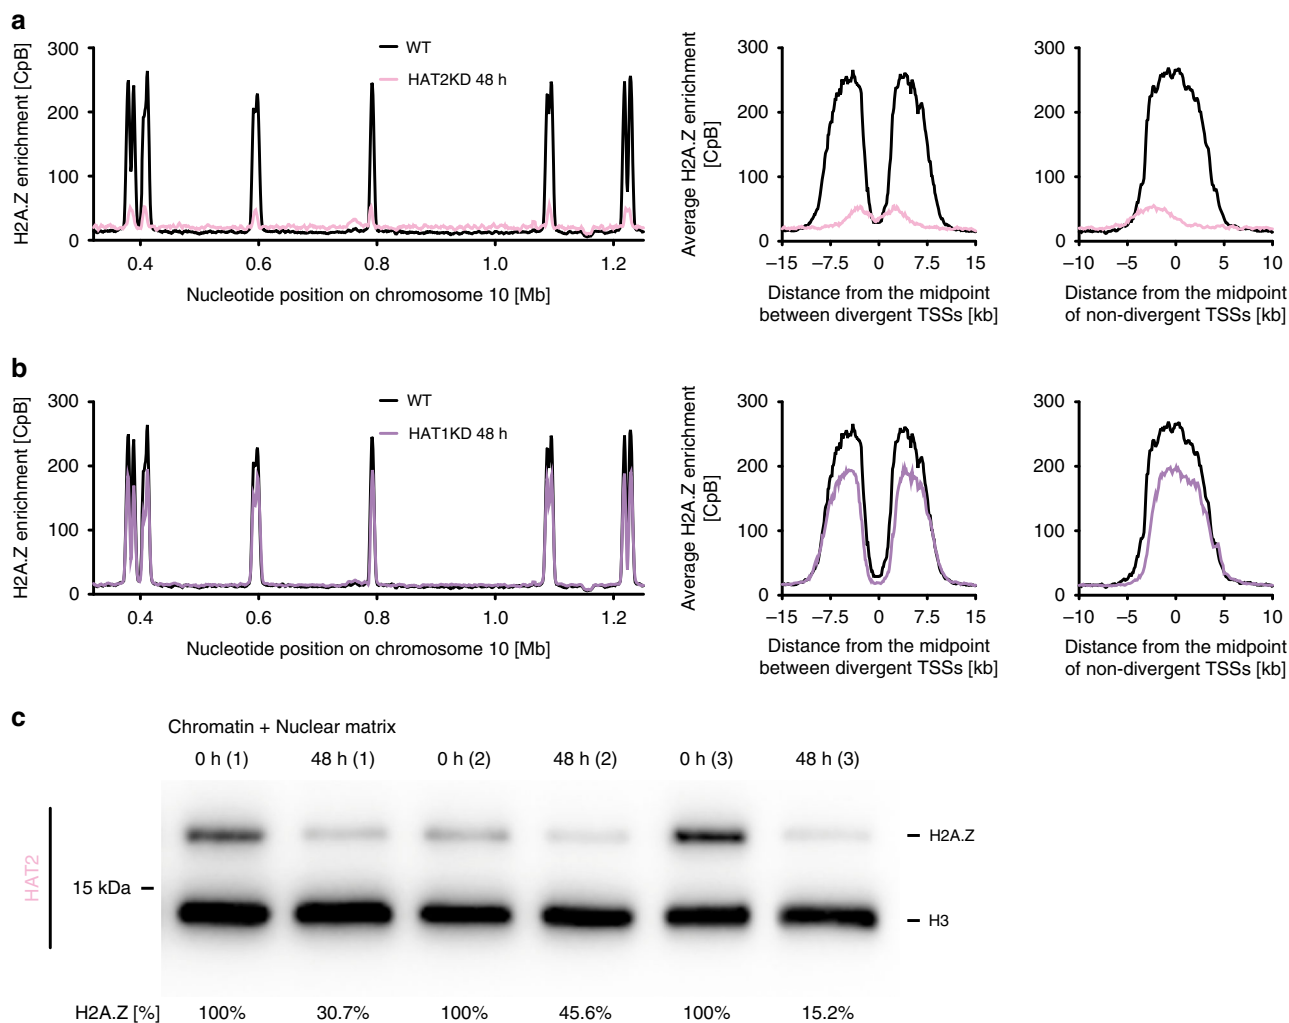 a
H2A.Z enrichment [CpB]
300
200
100
0
0.4 0.6 0.8 1.0 1.2
Nucleotide position on chromosome 10 [Mb]
WT
HAT2KD 48 h
Average H2A.Z enrichment
[CpB]
300
200
100
0
–15 –7.5 0 7.5 15
Distance from the midpoint
between divergent TSSs [kb]
300
200
100
0
–10 –5 0 5 10
Distance from the midpoint
of non-divergent TSSs [kb]
b
H2A.Z enrichment [CpB]
300
200
100
0
0.4 0.6 0.8 1.0 1.2
Nucleotide position on chromosome 10 [Mb]
WT
HAT1KD 48 h
Average H2A.Z enrichment
[CpB]
300
200
100
0
–15 –7.5 0 7.5 15
Distance from the midpoint
between divergent TSSs [kb]
300
200
100
0
–10 –5 0 5 10
Distance from the midpoint
of non-divergent TSSs [kb]
c
Chromatin + Nuclear matrix
0 h (1) 48 h (1) 0 h (2) 48 h (2) 0 h (3) 48 h (3)
HAT2
H2A.Z
15 kDa
H3
H2A.Z [%] 100% 30.7% 100% 45.6% 100% 15.2%